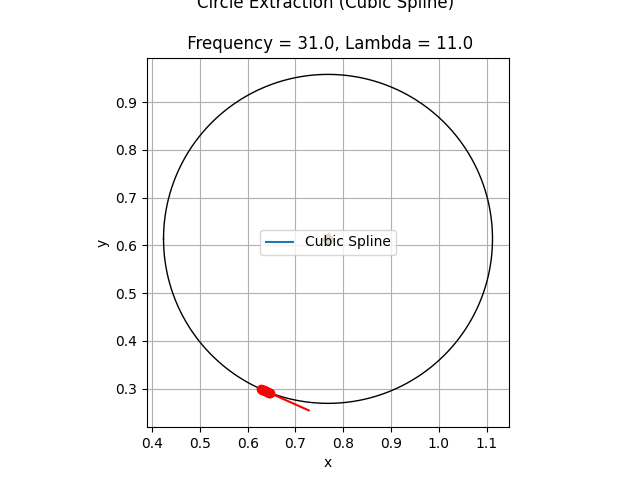 Circle Extraction (Cubic Spline)
Frequency = 31.0, Lambda = 11.0
0.9
0.8
0.7
0.6
0.5
0.4
0.3
y
Cubic Spline
0.4 0.5 0.6 0.7 0.8 0.9 1.0 1.1
x